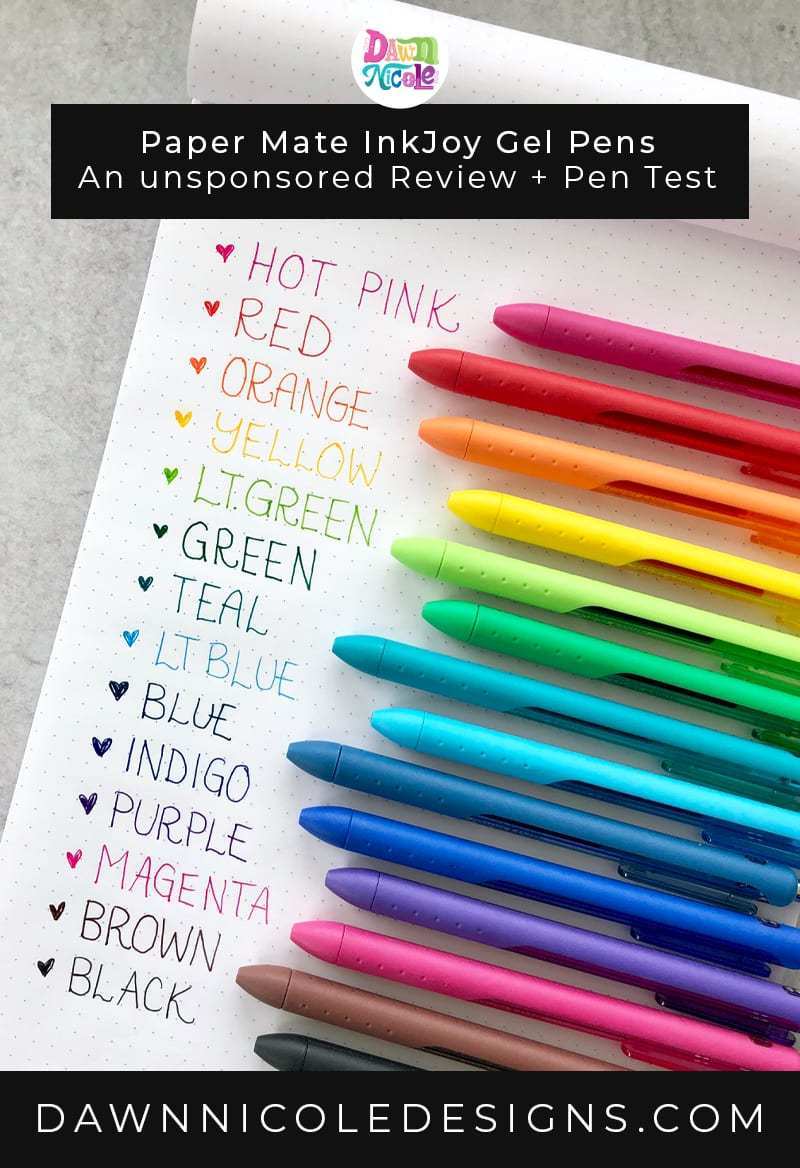 Dawn
Nicole
Paper Mate InkJoy Gel Pens
An unsponsored Review + Pen Test
HOT PINK
RED
ORANGE
YELLOW
LT.GREEN
GREEN
TEAL
LT BLUE
BLUE
INDIGO
PURPLE
MAGENTA
BROWN
BLACK
DAWNNICOLEDESIGNS.COM